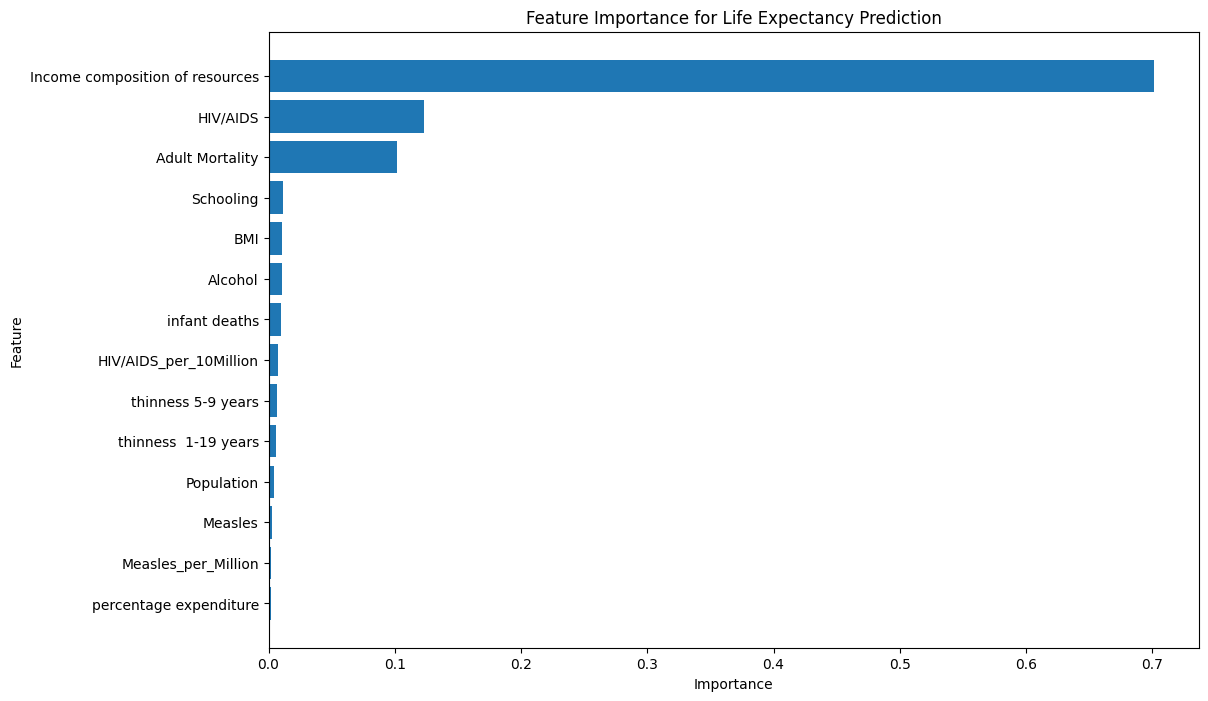 Feature Importance for Life Expectancy Prediction
Income composition of resources
HIV/AIDS
Adult Mortality
Schooling
BMI
Alcohol
infant deaths
HIV/AIDS_per_10Million
thinness 5-9 years
thinness  1-19 years
Population
Measles
Measles_per_Million
percentage expenditure
Feature
0.0 0.1 0.2 0.3 0.4 0.5 0.6 0.7
Importance